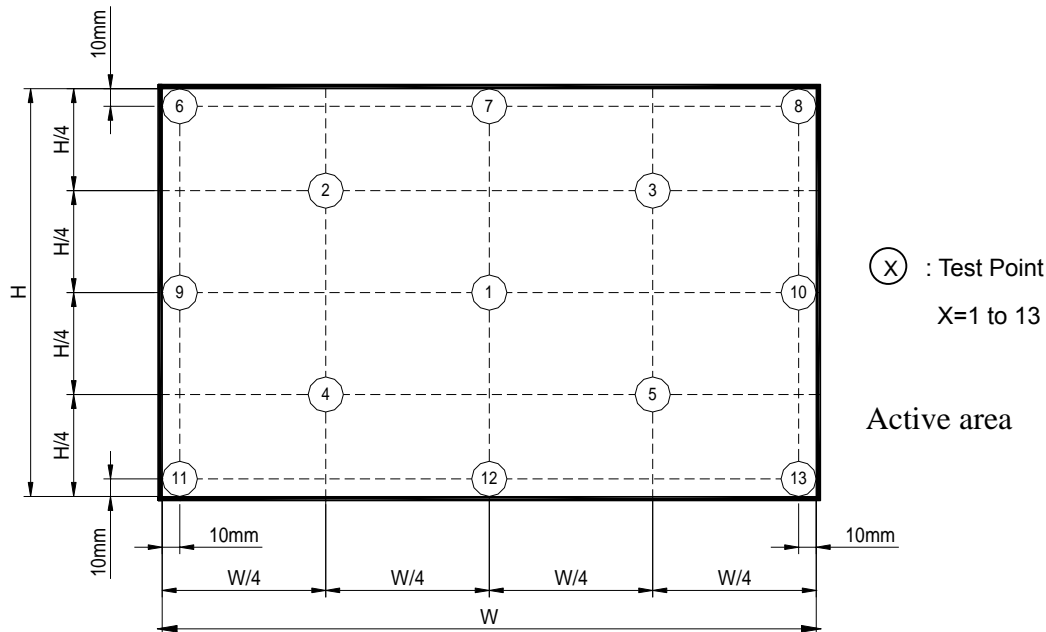 10mm
6
7
8
H/4
2
3
H/4
H
9
1
10
X : Test Point
X=1 to 13
H/4
4
5
Active area
H/4
11
12
13
10mm
10mm
10mm
W/4
W/4
W/4
W/4
W